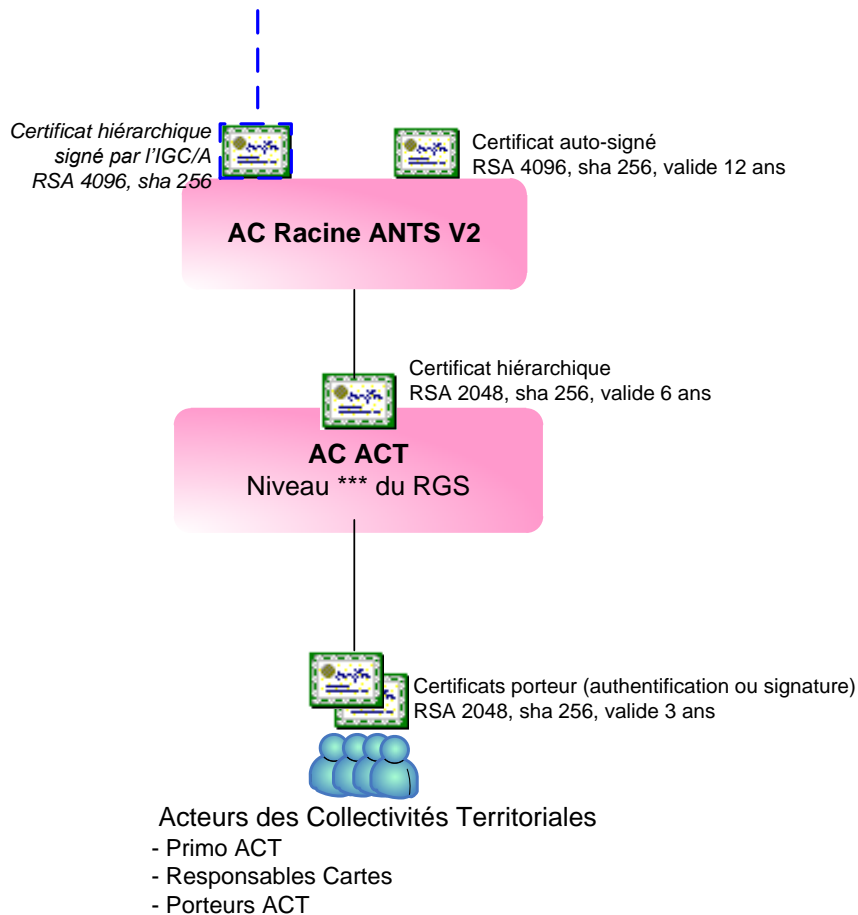 Certificat hiérarchique
signé par l'IGC/A
RSA 4096, sha 256
Certificat auto-signé
RSA 4096, sha 256, valide 12 ans
AC Racine ANTS V2
Certificat hiérarchique
RSA 2048, sha 256, valide 6 ans
AC ACT
Niveau *** du RGS
Certificats porteur (authentification ou signature)
RSA 2048, sha 256, valide 3 ans
Acteurs des Collectivités Territoriales
- Primo ACT
- Responsables Cartes
- Porteurs ACT